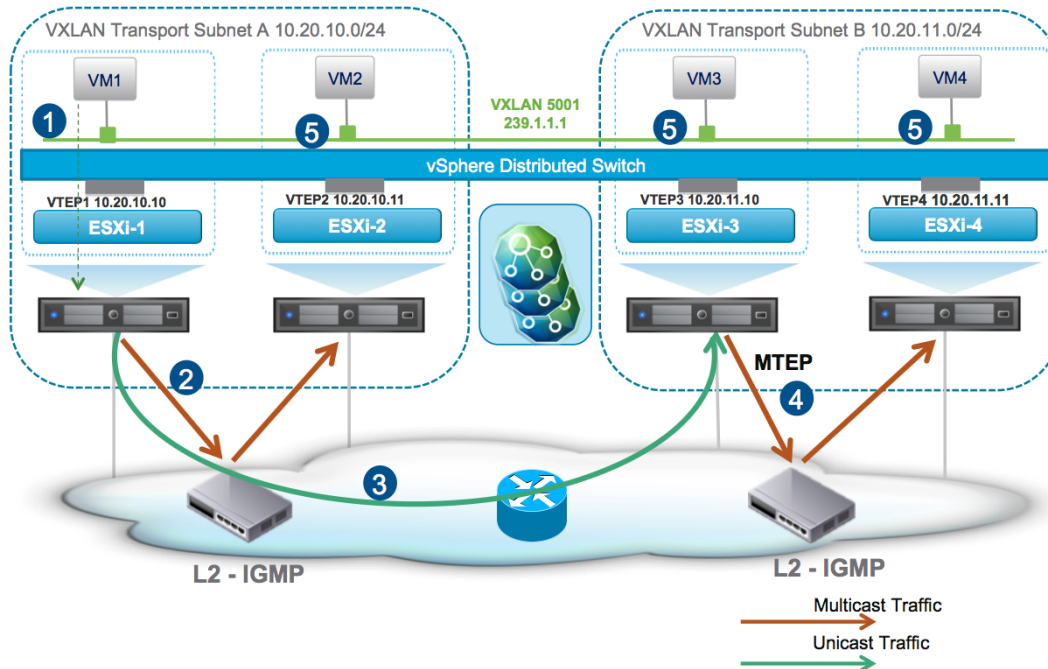 VXLAN Transport Subnet A 10.20.10.0/24
VXLAN Transport Subnet B 10.20.11.0/24
VM1
VM2
VM3
VM4
VXLAN 5001
239.1.1.1
1
5
5
5
vSphere Distributed Switch
VTEP1 10.20.10.10
VTEP2 10.20.10.11
VTEP3 10.20.11.10
VTEP4 10.20.11.11
ESXi-1
ESXi-2
ESXi-3
ESXi-4
MTEP
2
4
3
L2 - IGMP
L2 - IGMP
Multicast Traffic
Unicast Traffic